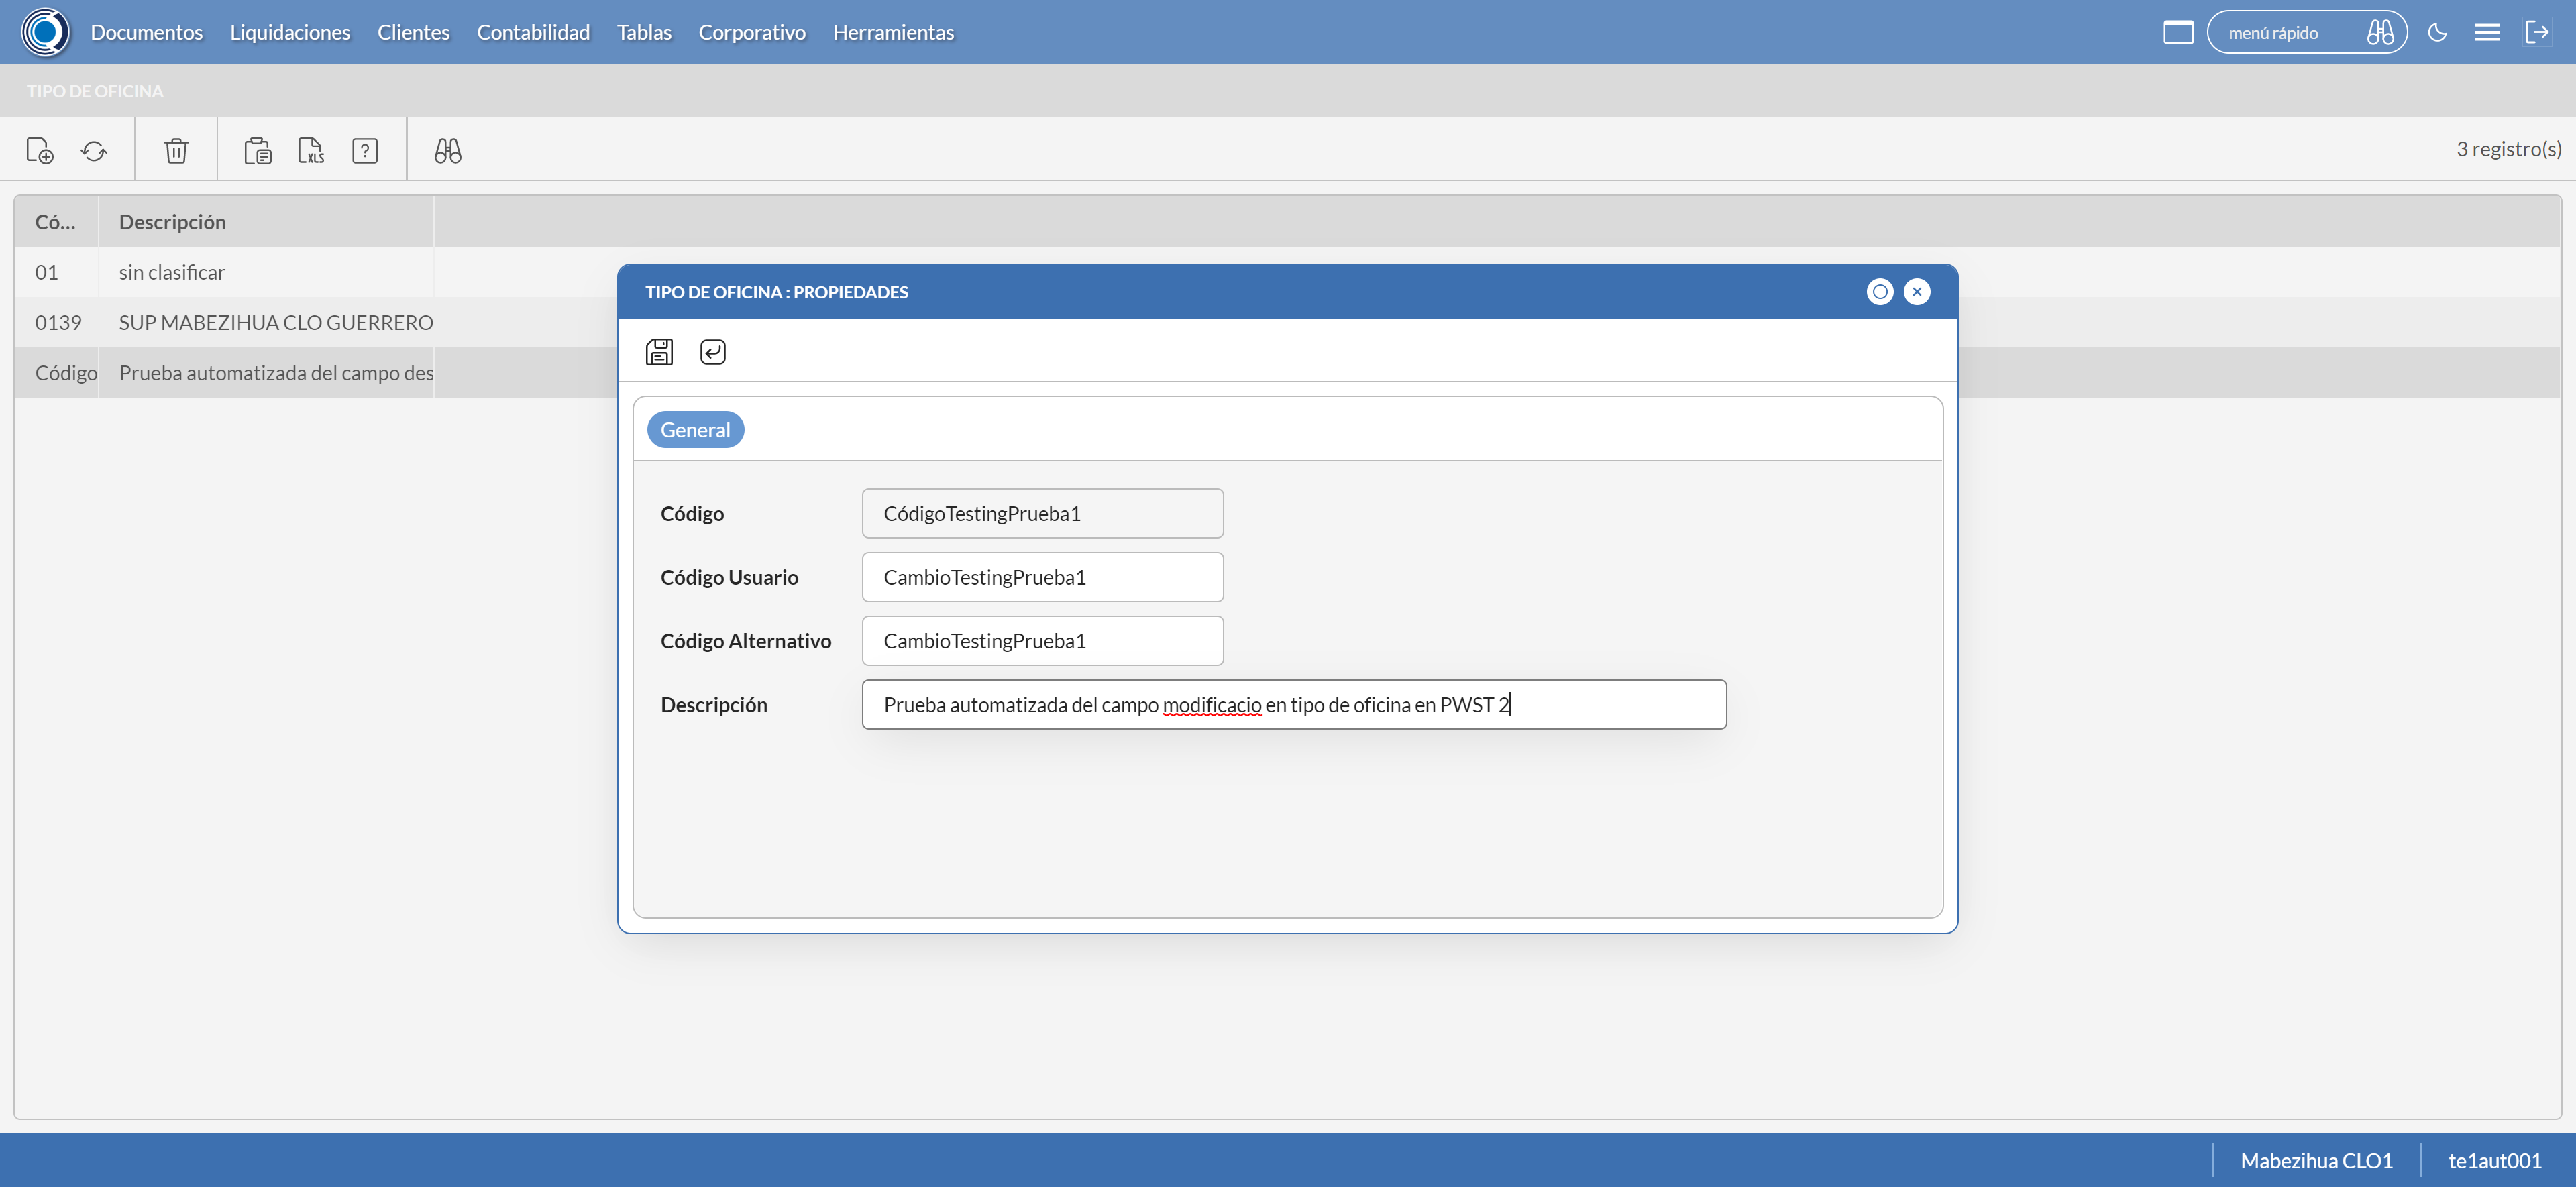 Documentos Liquidaciones Clientes Contabilidad Tablas Corporativo Herramientas menú rápido
TIPO DE OFICINA
XLS ? 3 registro(s)
Có... Descripción
01 sin clasificar
0139 SUP MABEZIHUA CLO GUERRERO
Código Prueba automatizada del campo des
TIPO DE OFICINA : PROPIEDADES
General
Código CódigoTestingPrueba1
Código Usuario CambioTestingPrueba1
Código Alternativo CambioTestingPrueba1
Descripción Prueba automatizada del campo modificacio en tipo de oficina en PWST 2
Mabezihua CLO1 te1aut001